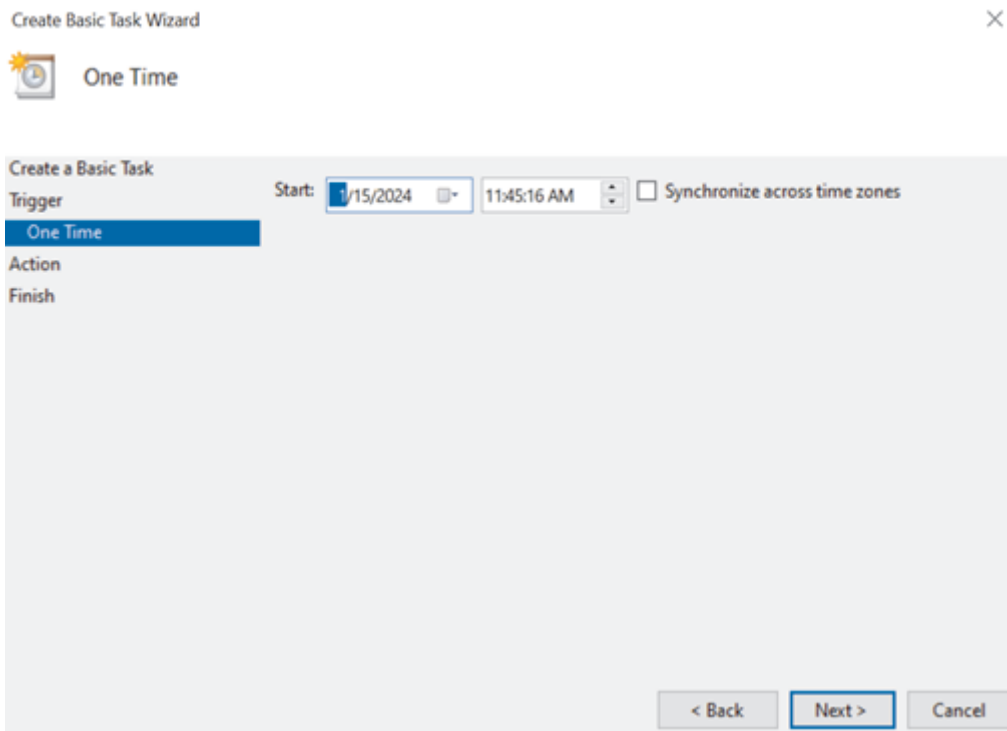 Create Basic Task Wizard
One Time
Create a Basic Task
Trigger
One Time
Action
Finish
Start: 1/15/2024 11:45:16 AM Synchronize across time zones
< Back Next > Cancel